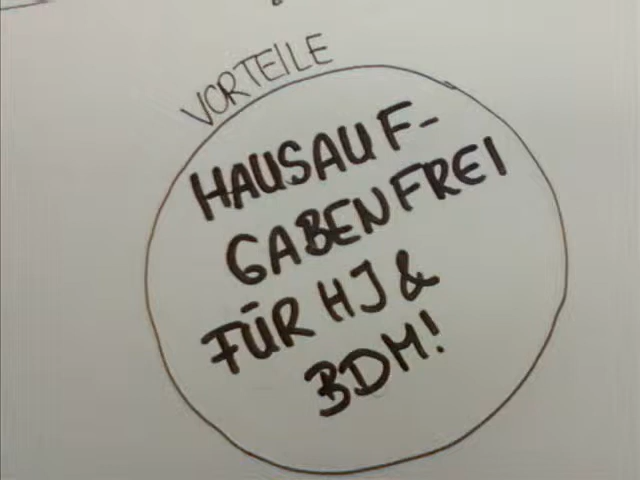 VORTEILE
HAUSAUF-
GABENFREI
FÜR HJ &
BDM!